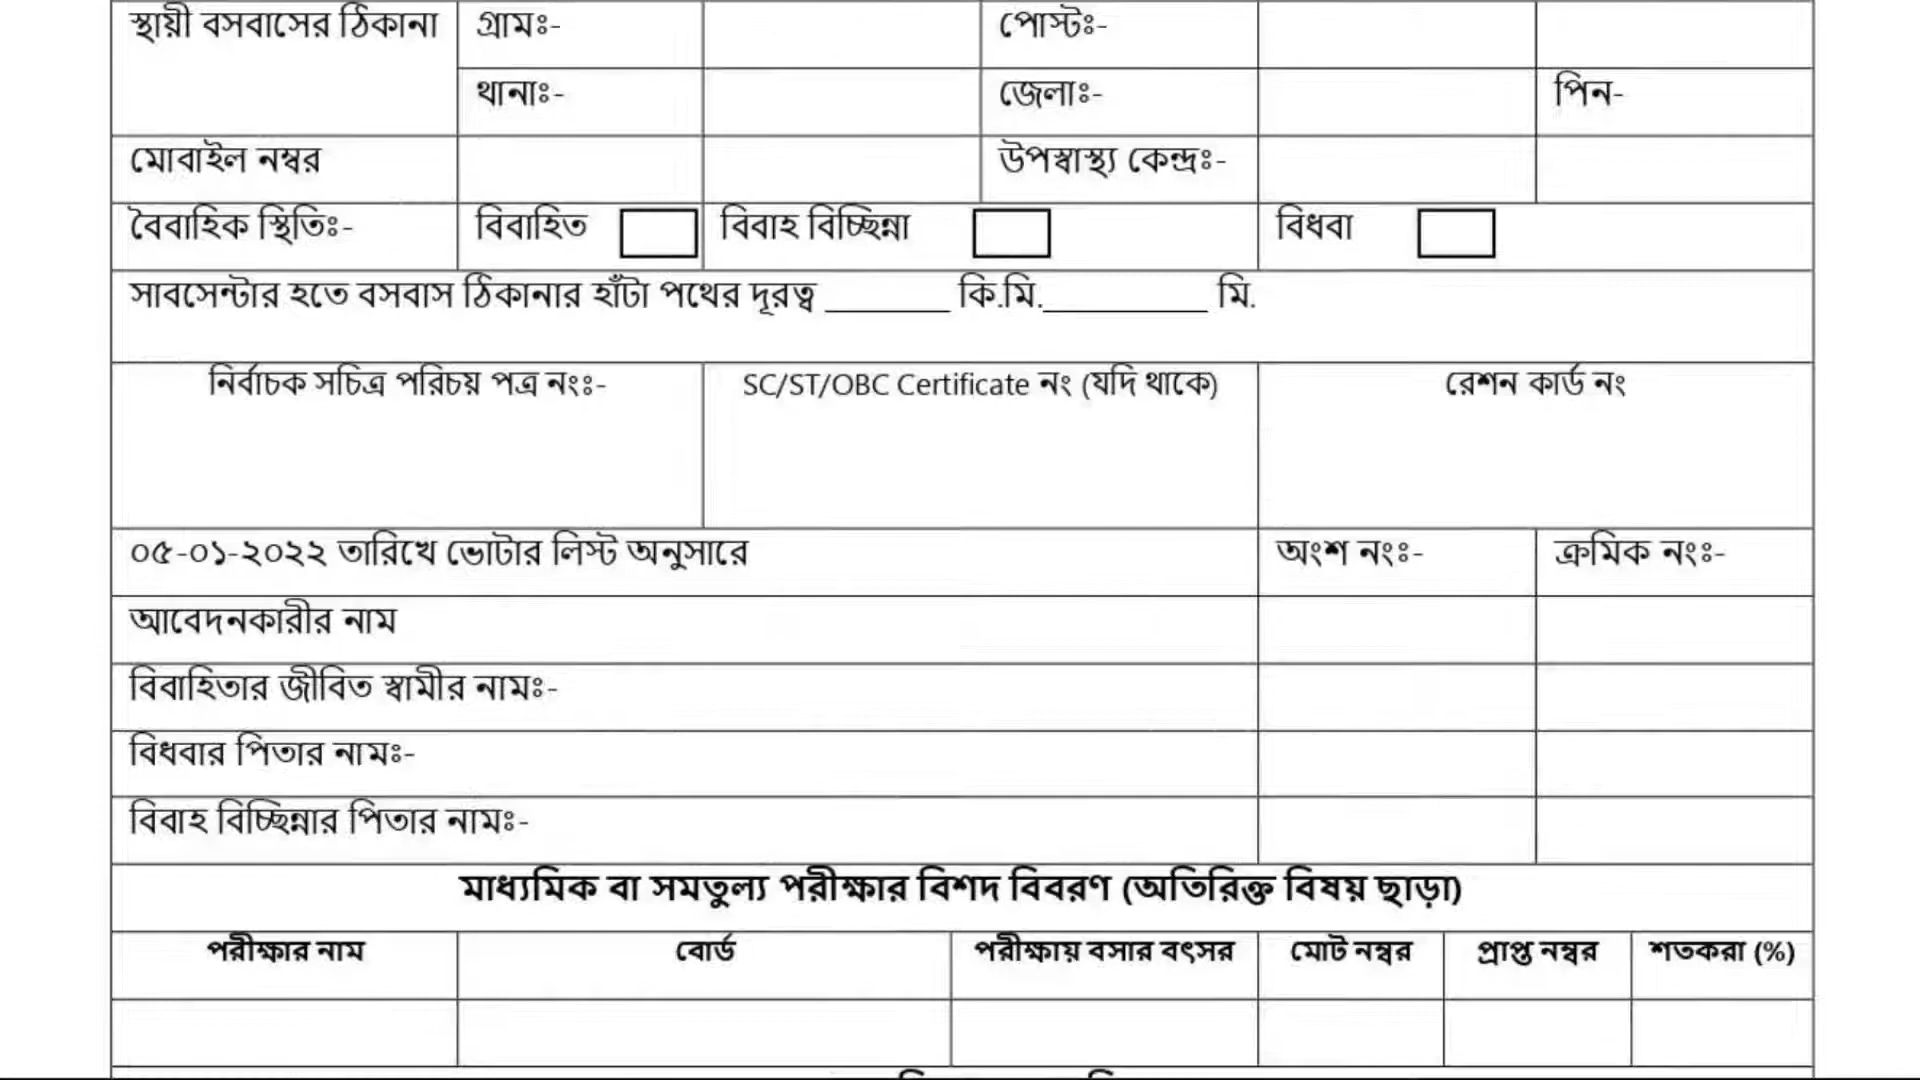 স্থায়ী বসবাসের ঠিকানা গ্রামঃ- পোস্টঃ-
থানাঃ- জেলাঃ- পিন-
মোবাইল নম্বর উপস্বাস্থ্য কেন্দ্রঃ-
বৈবাহিক স্থিতিঃ- বিবাহিত বিবাহ বিচ্ছিন্না বিধবা
সাবসেন্টার হতে বসবাস ঠিকানার হাঁটা পথের দূরত্ব ________ কি.মি.__________ মি.
নির্বাচক সচিত্র পরিচয় পত্র নংঃ- SC/ST/OBC Certificate নং (যদি থাকে) রেশন কার্ড নং
০৫-০১-২০২২ তারিখে ভোটার লিস্ট অনুসারে অংশ নংঃ- ক্রমিক নংঃ-
আবেদনকারীর নাম
বিবাহিতার জীবিত স্বামীর নামঃ-
বিধবার পিতার নামঃ-
বিবাহ বিচ্ছিন্নার পিতার নামঃ-
মাধ্যমিক বা সমতুল্য পরীক্ষার বিশদ বিবরণ (অতিরিক্ত বিষয় ছাড়া)
পরীক্ষার নাম বোর্ড পরীক্ষায় বসার বৎসর মোট নম্বর প্রাপ্ত নম্বর শতকরা (%)